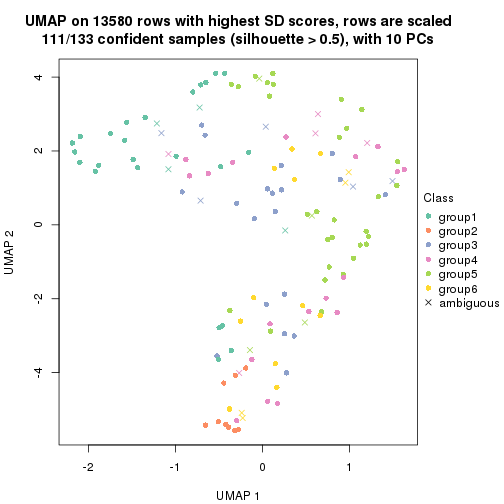 UMAP on 13580 rows with highest SD scores, rows are scaled
111/133 confident samples (silhouette > 0.5), with 10 PCs
4
2
0
-2
-4
UMAP 2
-2
-1
0
1
UMAP 1
Class
group1
group2
group3
group4
group5
group6
ambiguous